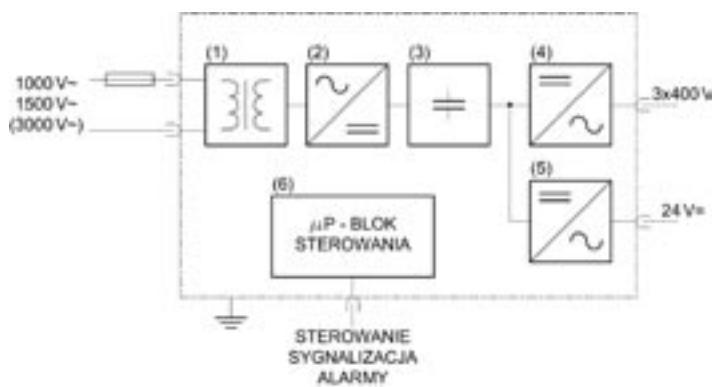 (1)
(2)
(3)
(4)
1000 V~
1500 V~
(3000 V~)
3x400 V
(5)
24 V=
(6)
μP - BLOK
STEROWANIA
STEROWANIE
SYGNALIZACJA
ALARMY